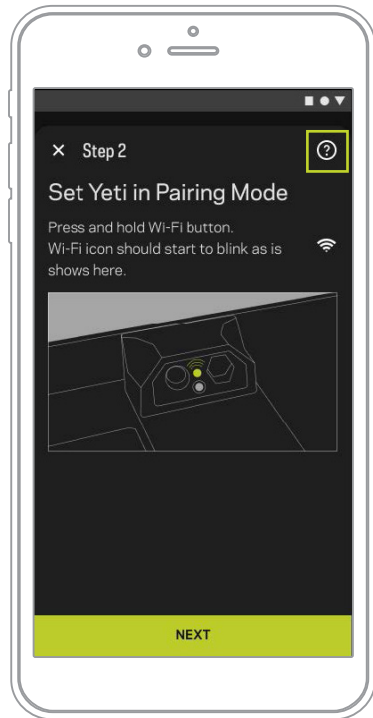 Step 2
Set Yeti in Pairing Mode
Press and hold Wi-Fi button.
Wi-Fi icon should start to blink as is
shows here.
NEXT